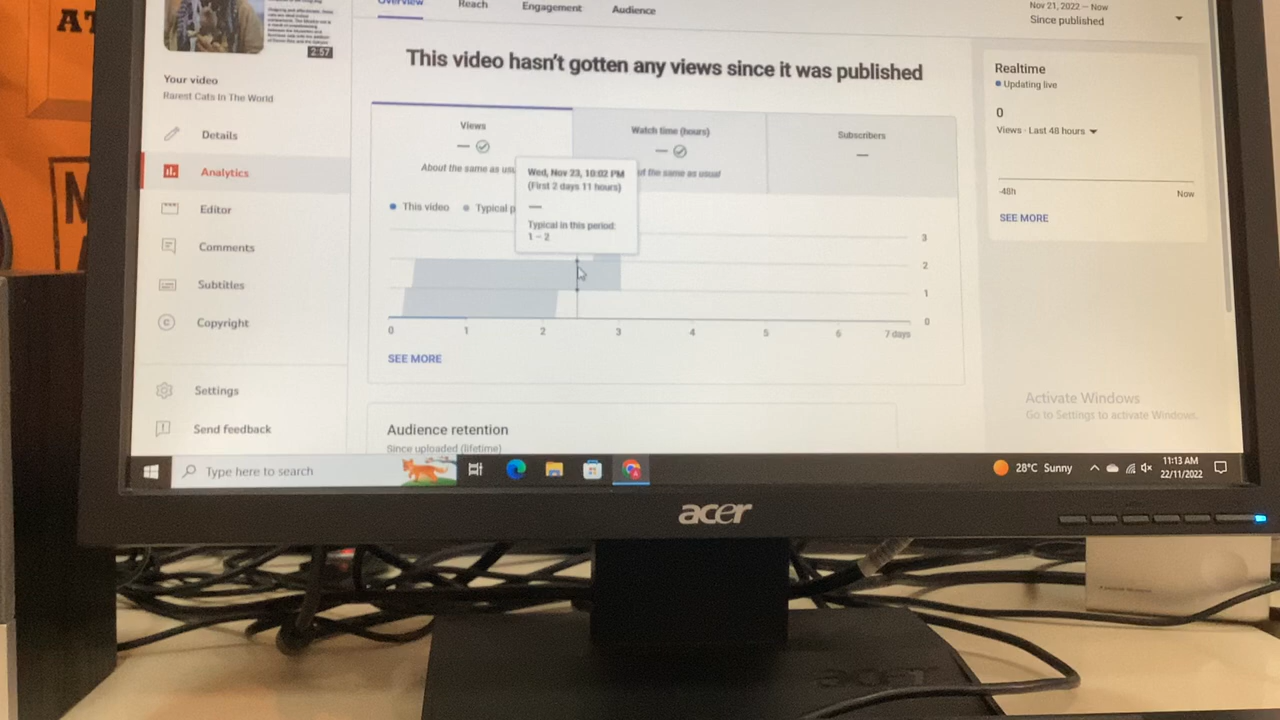 AT
M
Overview
Reach
Engagement
Audience
Nov 21, 2022 – Now
Since published
2:57
Your video
Rarest Cats In The World
Details
Analytics
Editor
Comments
Subtitles
Copyright
Settings
Send feedback
This video hasn't gotten any views since it was published
Views
—
About the same as usu
Watch time (hours)
—
t the same as usual
Subscribers
—
Wed, Nov 23, 10:02 PM
(First 2 days 11 hours)
—
Typical in this period:
1 – 2
This video
Typical p
3
2
1
0
0 1 2 3 4 5 6 7 days
SEE MORE
Audience retention
Since uploaded (lifetime)
Realtime
Updating live
0
Views · Last 48 hours
-48h
Now
SEE MORE
Activate Windows
Go to Settings to activate Windows.
Type here to search
28°C Sunny
11:13 AM
22/11/2022
acer
acer